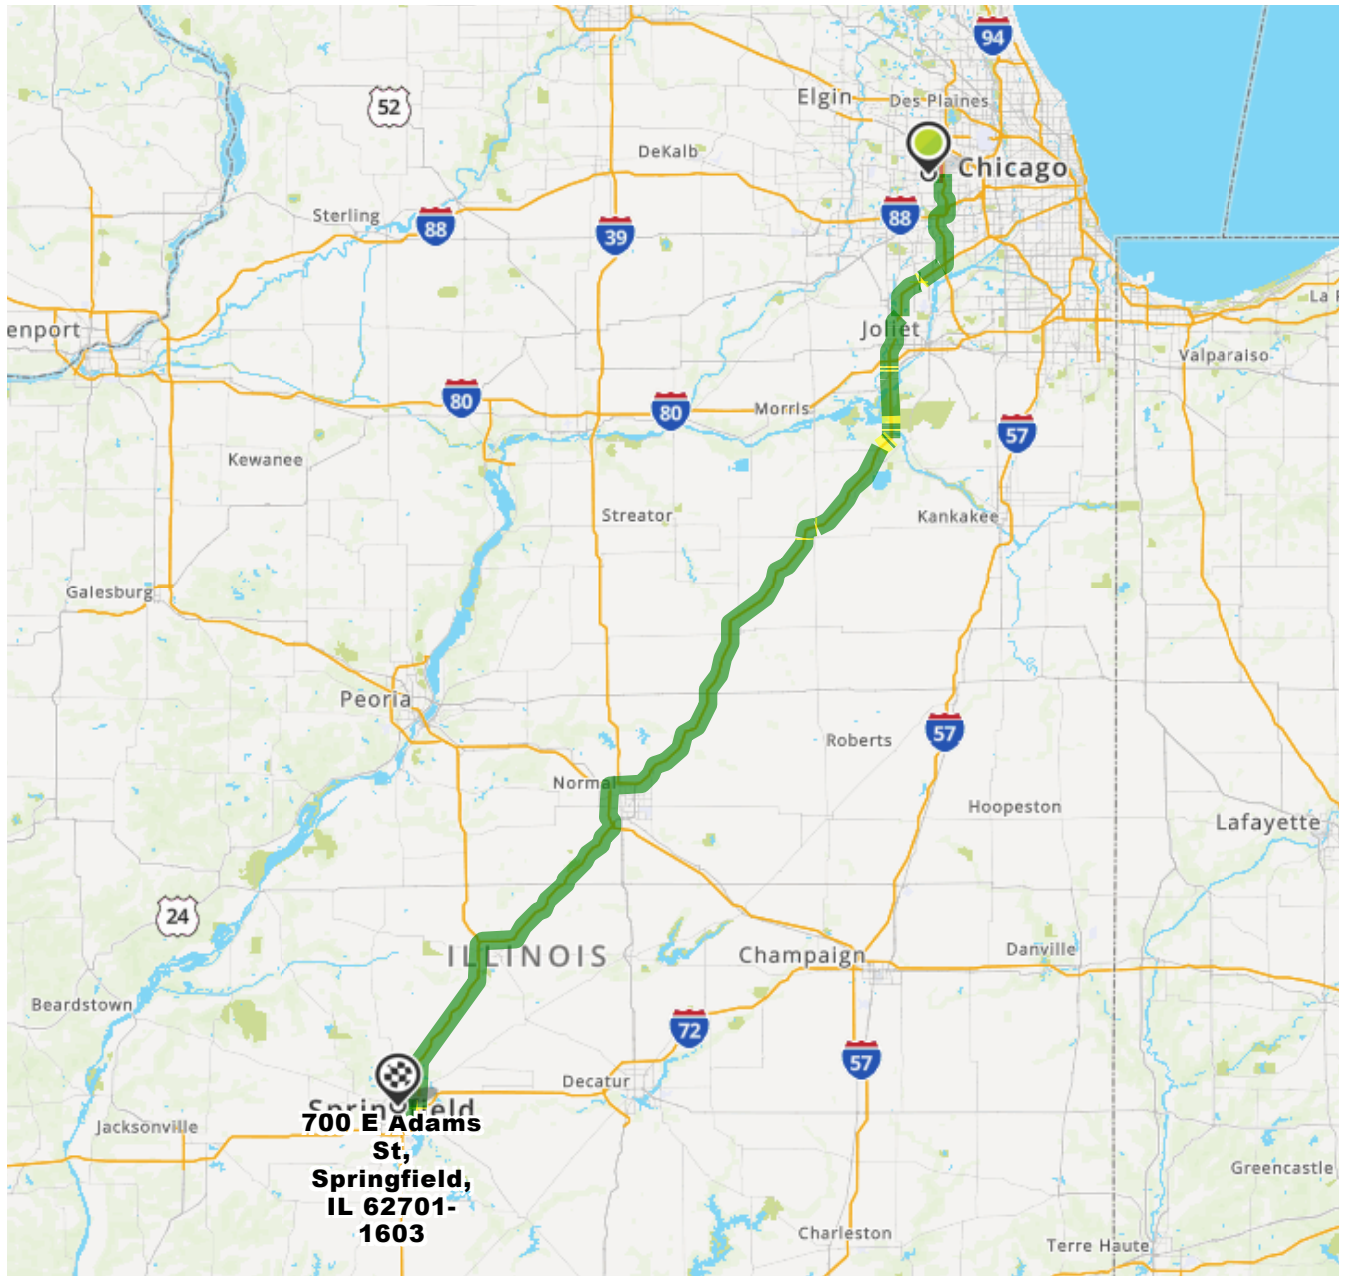 94
52
Elgin
Des Plaines
DeKalb
Chicago
Sterling
88
39
88
La
enport
Joliet
Valparaiso
80
80
Morris
57
Kewanee
Streator
Kankakee
Galesburg
Peoria
Roberts
57
Normal
Hoopeston
Lafayette
24
ILLINOIS
Champaign
Danville
Beardstown
72
57
Decatur
Springfield
700 E Adams
St,
Springfield,
IL 62701-
1603
Jacksonville
Greencastle
Charleston
Terre Haute